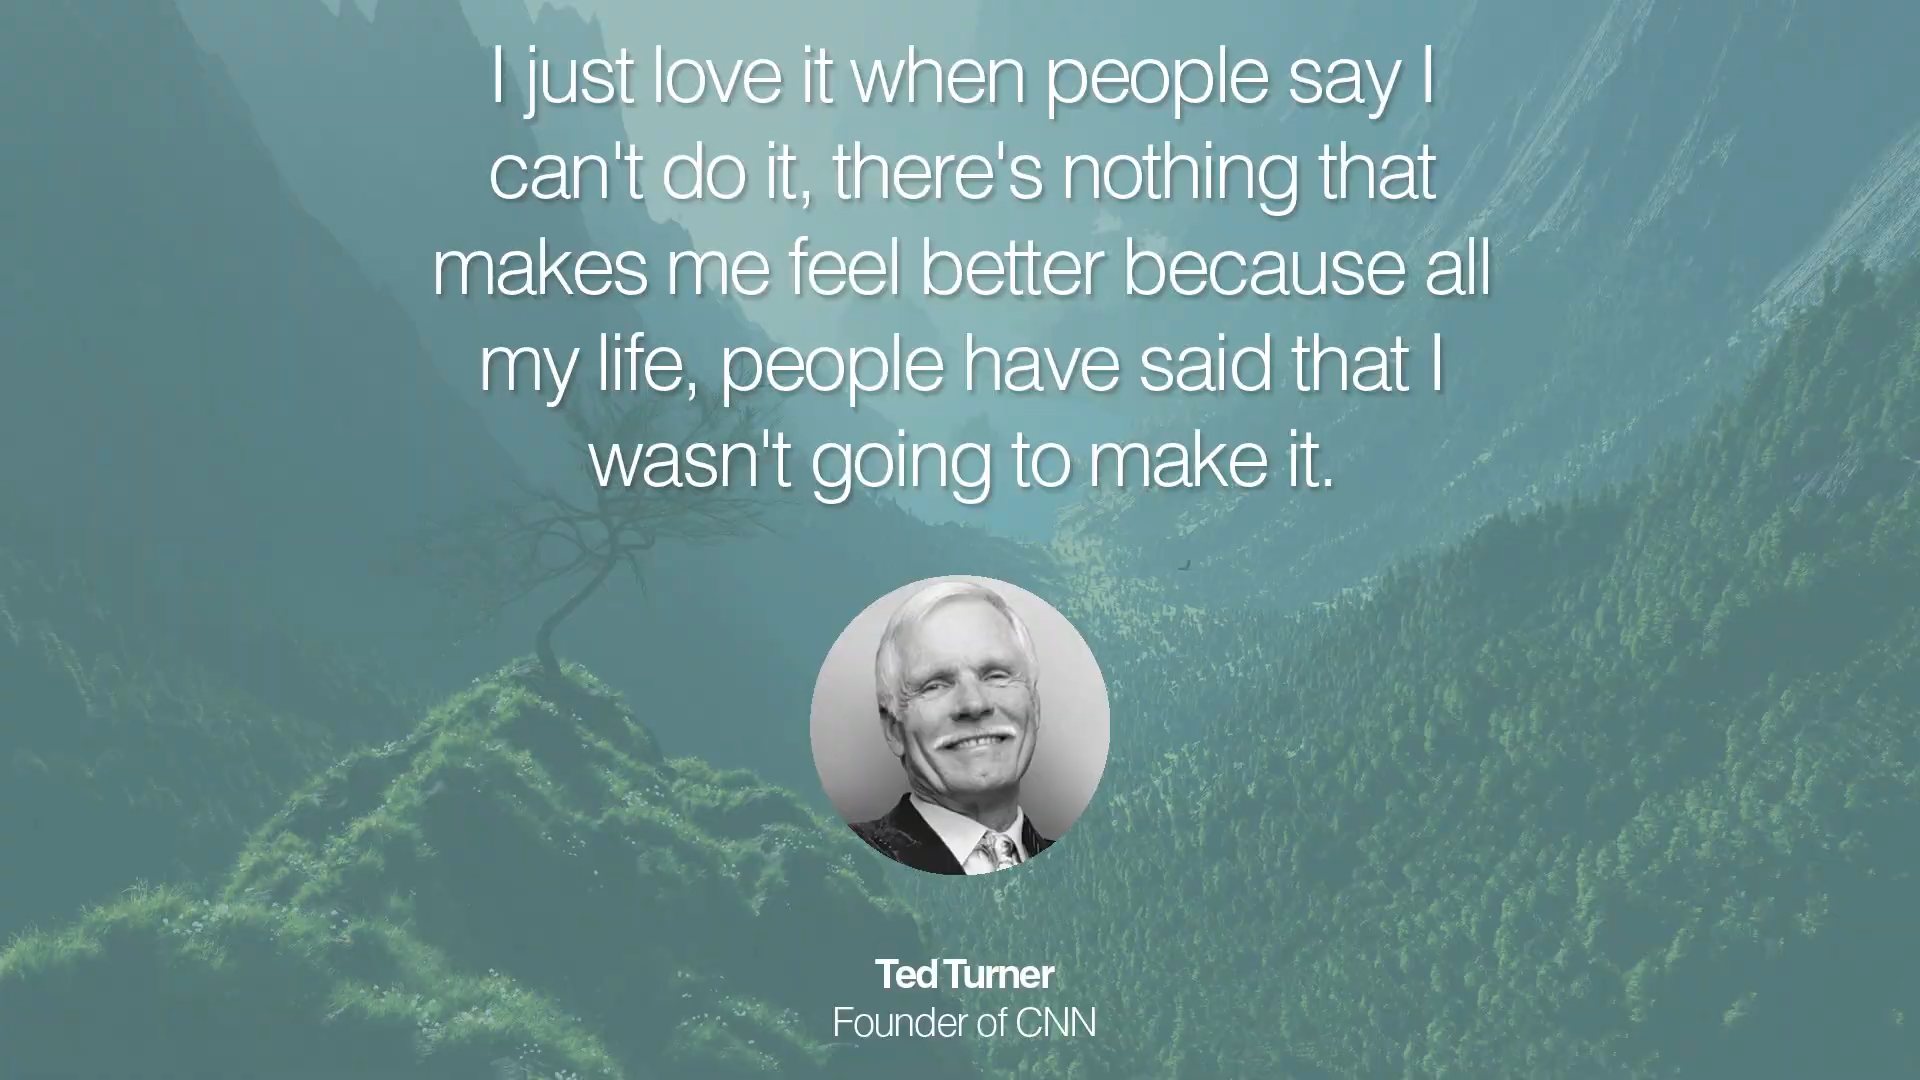 I just love it when people say I
can't do it, there's nothing that
makes me feel better because all
my life, people have said that I
wasn't going to make it.
Ted Turner
Founder of CNN